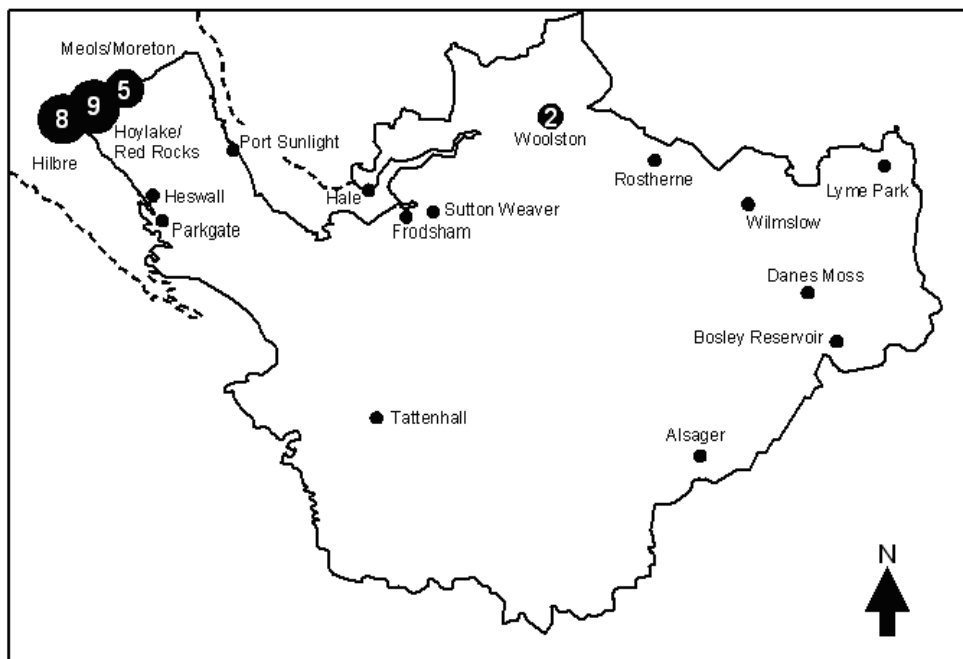 Meols/Moreton
5
9
8
Hoylake/
Red Rocks
Hilbre
2
Woolston
Port Sunlight
Rostherne
Lyme Park
Heswall
Hale
Sutton Weaver
Wilmslow
Parkgate
Frodsham
Danes Moss
Bosley Reservoir
Tattenhall
Alsager
N